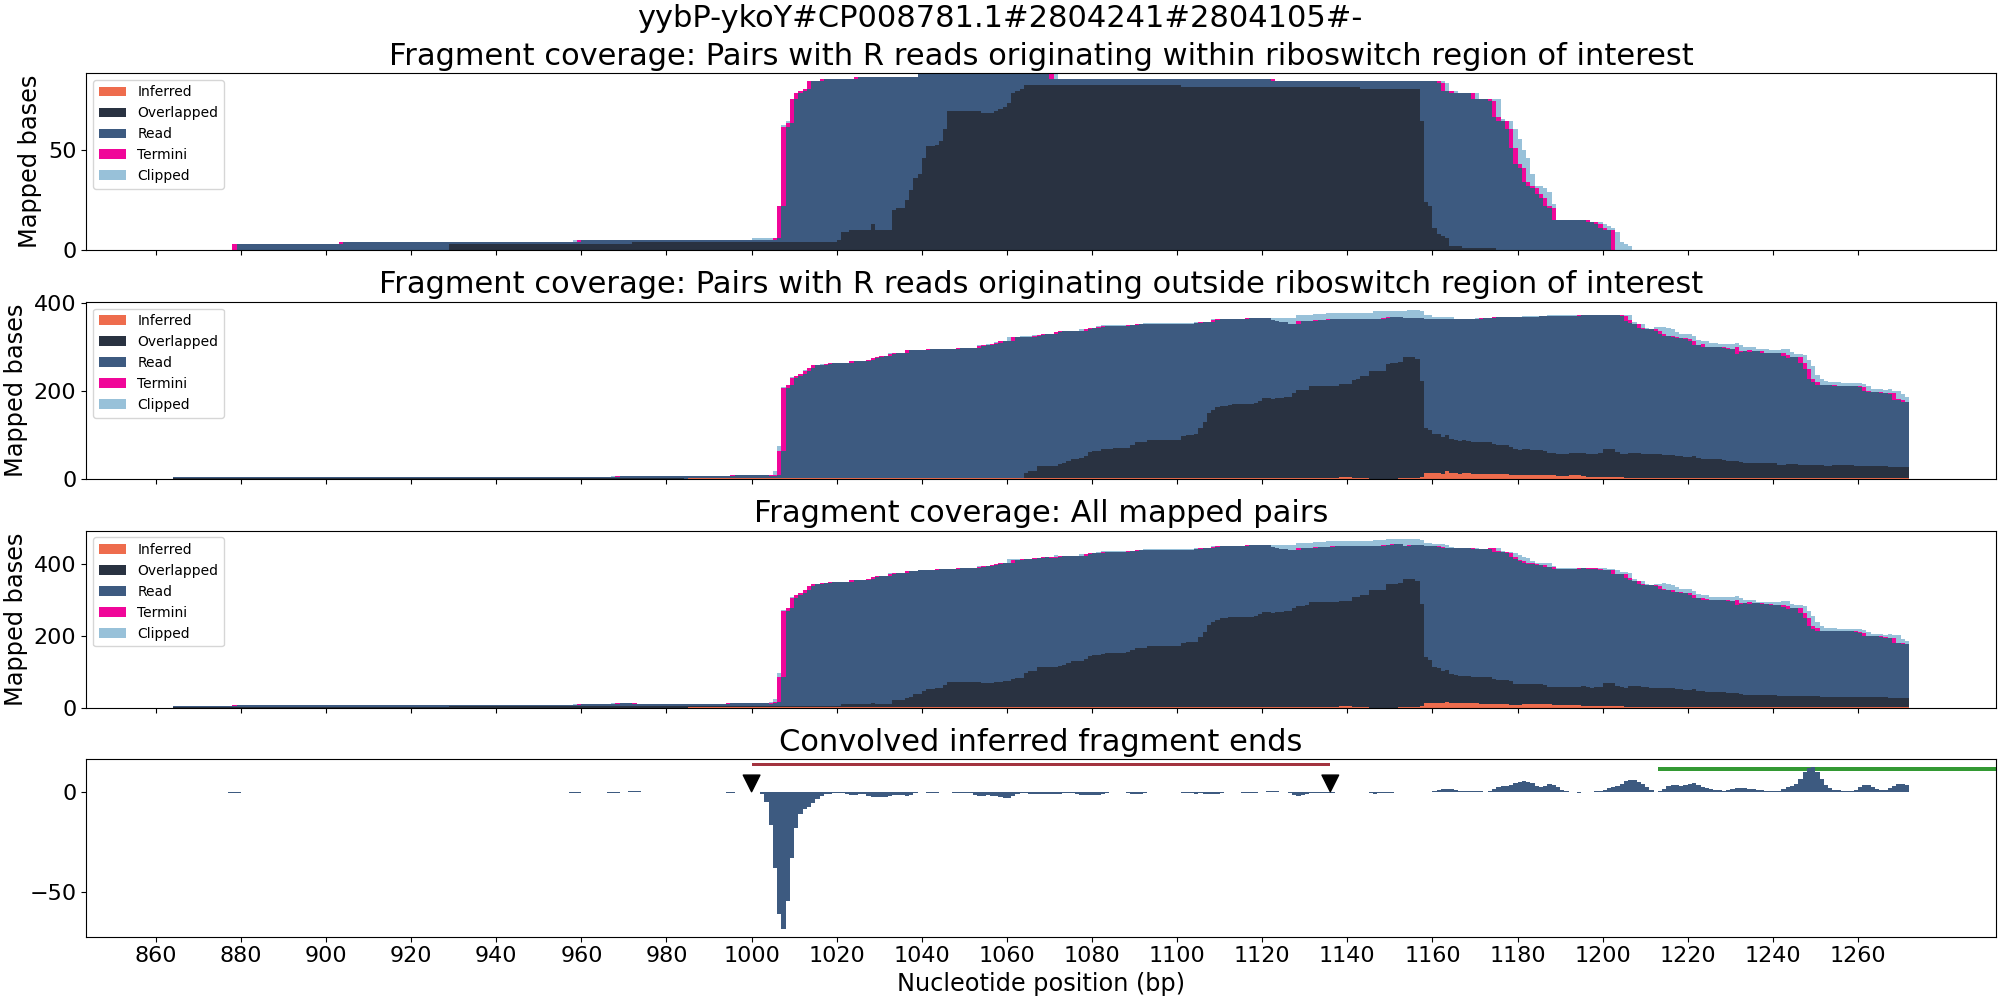 yybP-ykoY#CP008781.1#2804241#2804105#-
Fragment coverage: Pairs with R reads originating within riboswitch region of interest
Mapped bases
50
0
Inferred
Overlapped
Read
Termini
Clipped
Fragment coverage: Pairs with R reads originating outside riboswitch region of interest
Mapped bases
400
200
0
Inferred
Overlapped
Read
Termini
Clipped
Fragment coverage: All mapped pairs
Mapped bases
400
200
0
Inferred
Overlapped
Read
Termini
Clipped
Convolved inferred fragment ends
0
−50
860 880 900 920 940 960 980 1000 1020 1040 1060 1080 1100 1120 1140 1160 1180 1200 1220 1240 1260
Nucleotide position (bp)